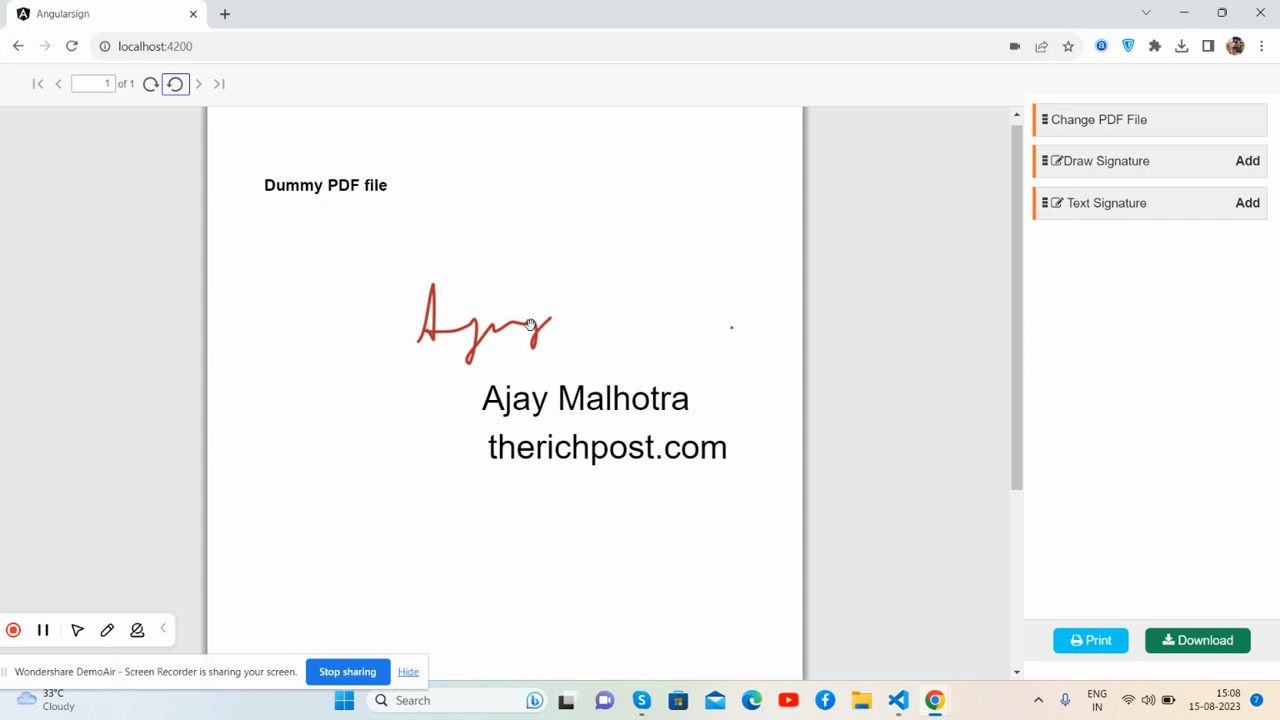 Angularsign
localhost:4200
1 of 1
Change PDF File
Draw Signature Add
Text Signature Add
Dummy PDF file
Ajay
Ajay Malhotra
therichpost.com
Print
Download
Wondershare DemoAir - Screen Recorder is sharing your screen.
Stop sharing
Hide
33°C
Cloudy
Search
ENG
IN
15:08
15-08-2023
7